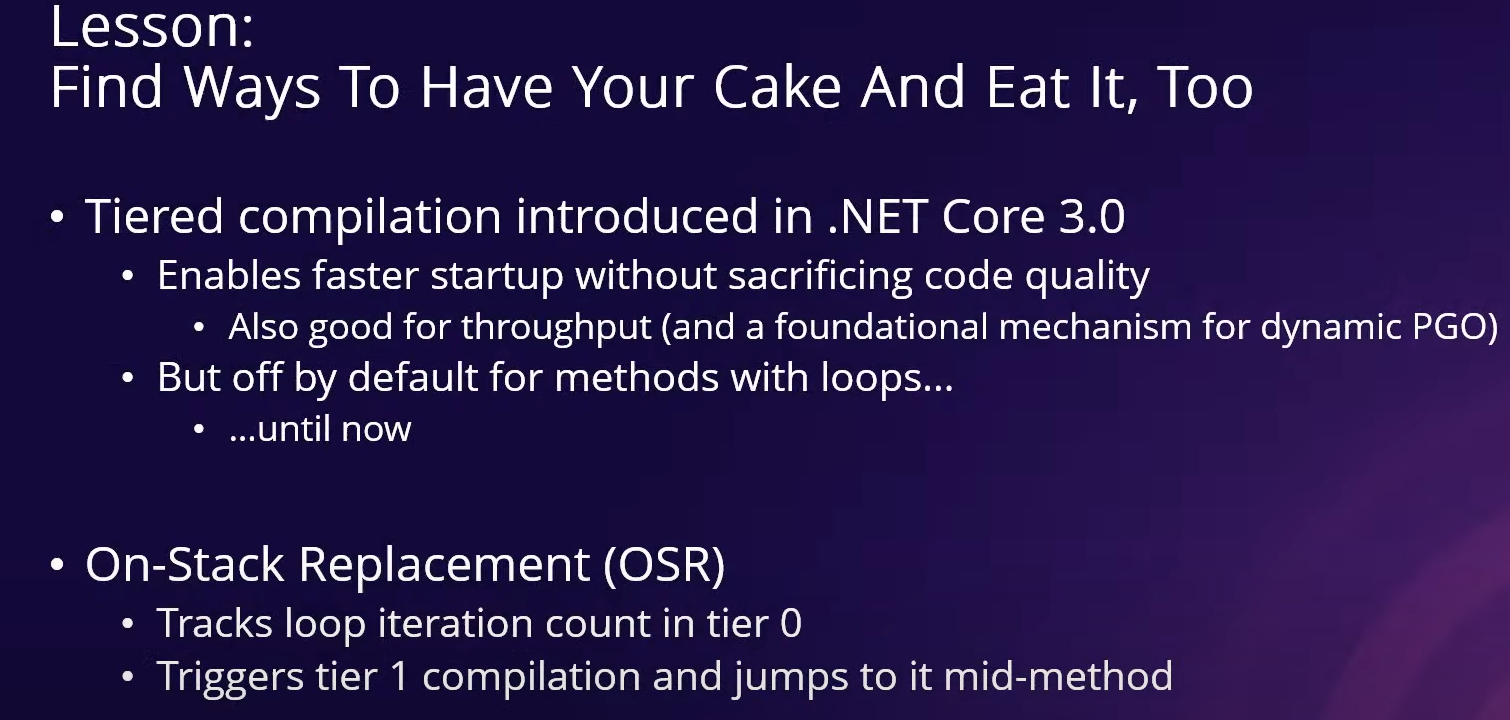 Lesson:
Find Ways To Have Your Cake And Eat It, Too
• Tiered compilation introduced in .NET Core 3.0
• Enables faster startup without sacrificing code quality
• Also good for throughput (and a foundational mechanism for dynamic PGO)
• But off by default for methods with loops...
• ...until now
• On-Stack Replacement (OSR)
• Tracks loop iteration count in tier 0
• Triggers tier 1 compilation and jumps to it mid-method